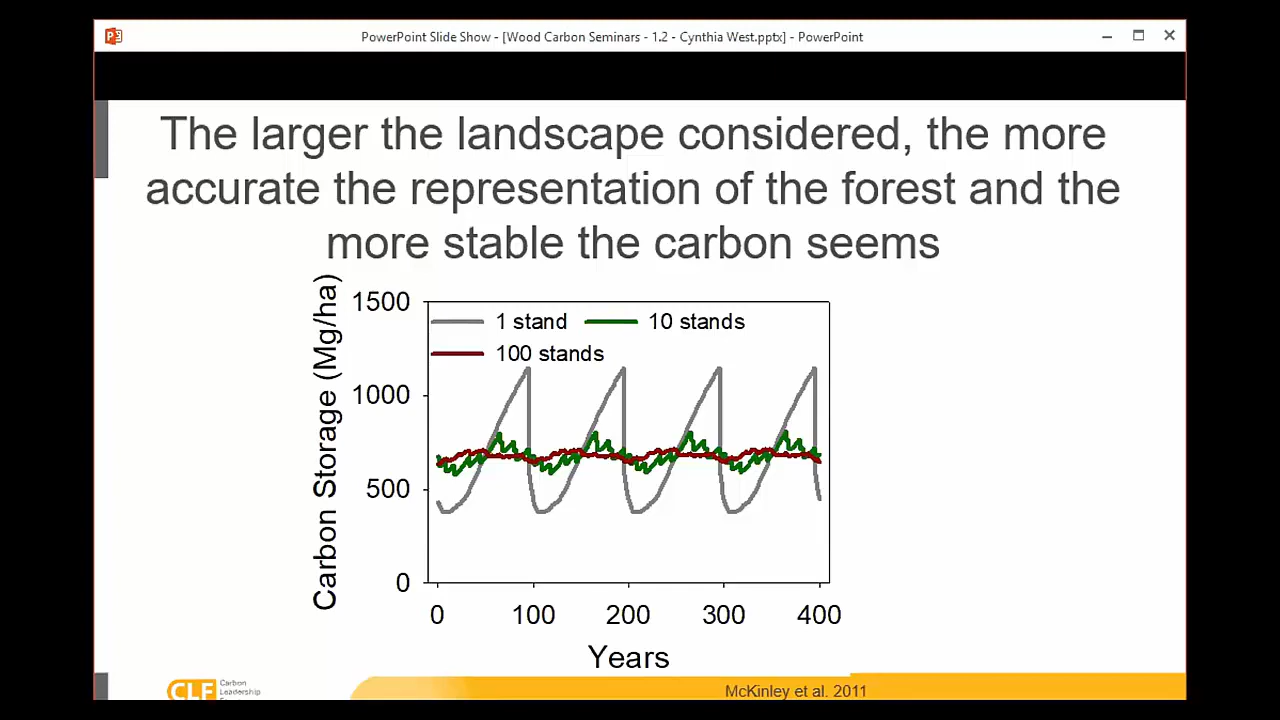 PowerPoint Slide Show - [Wood Carbon Seminars - 1.2 - Cynthia West.pptx] - PowerPoint
The larger the landscape considered, the more
accurate the representation of the forest and the
more stable the carbon seems
Carbon Storage (Mg/ha)
1500
1 stand
10 stands
100 stands
1000
500
0
0
100
200
300
400
Years
CLF
Carbon
Leadership
McKinley et al. 2011